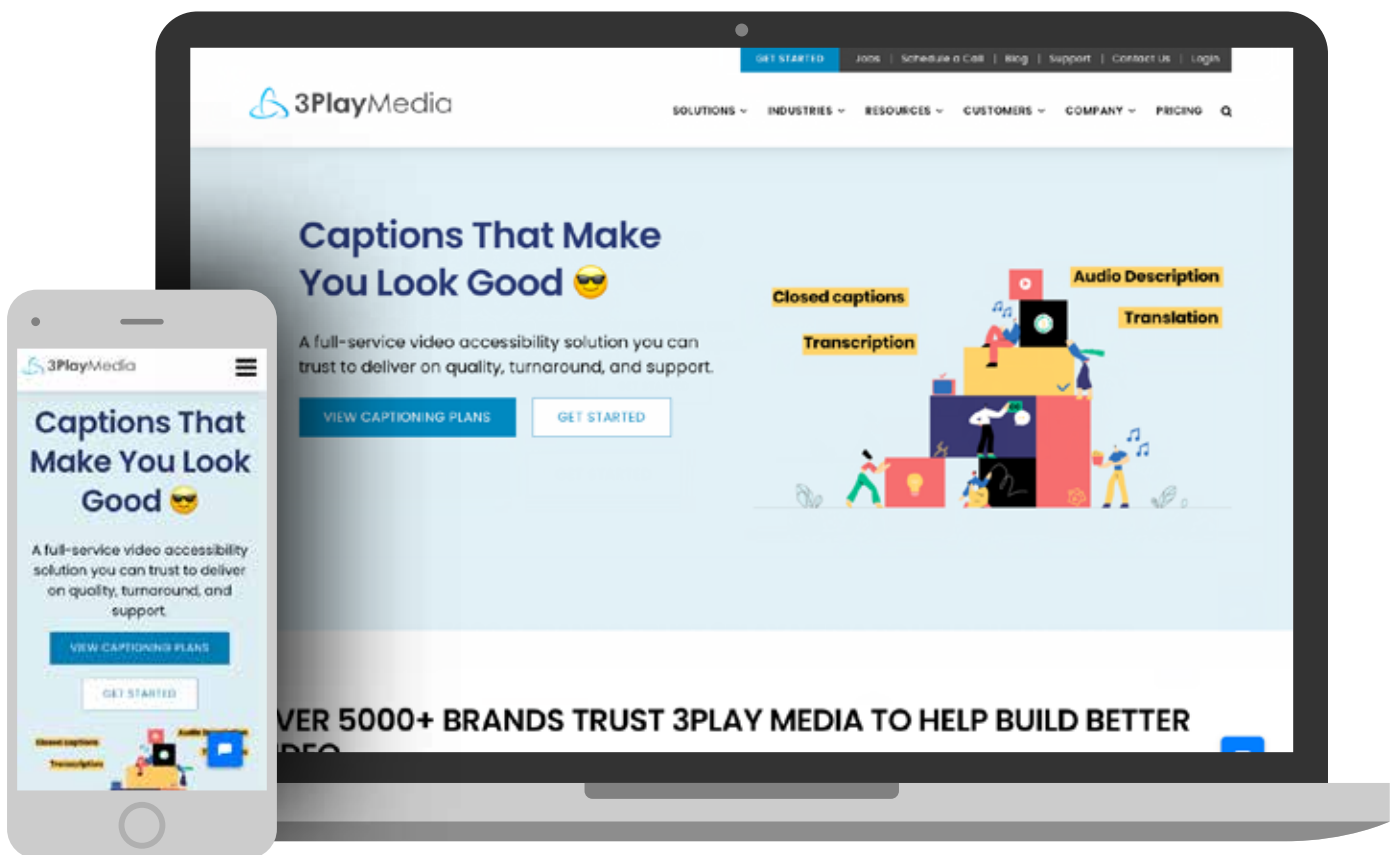 GET STARTED Jobs | Schedule a Call | Blog | Support | Contact Us | Login
3PlayMedia
SOLUTIONS INDUSTRIES RESOURCES CUSTOMERS COMPANY PRICING
Captions That Make
You Look Good 😎
A full-service video accessibility solution you can
trust to deliver on quality, turnaround, and support.
VIEW CAPTIONING PLANS GET STARTED
Closed captions
Transcription
Audio Description
Translation
VER 5000+ BRANDS TRUST 3PLAY MEDIA TO HELP BUILD BETTER
3PlayMedia
Captions That
Make You Look
Good 😎
A full-service video accessibility
solution you can trust to deliver
on quality, turnaround, and
support.
VIEW CAPTIONING PLANS
GET STARTED
Closed captions
Transcription
Audio